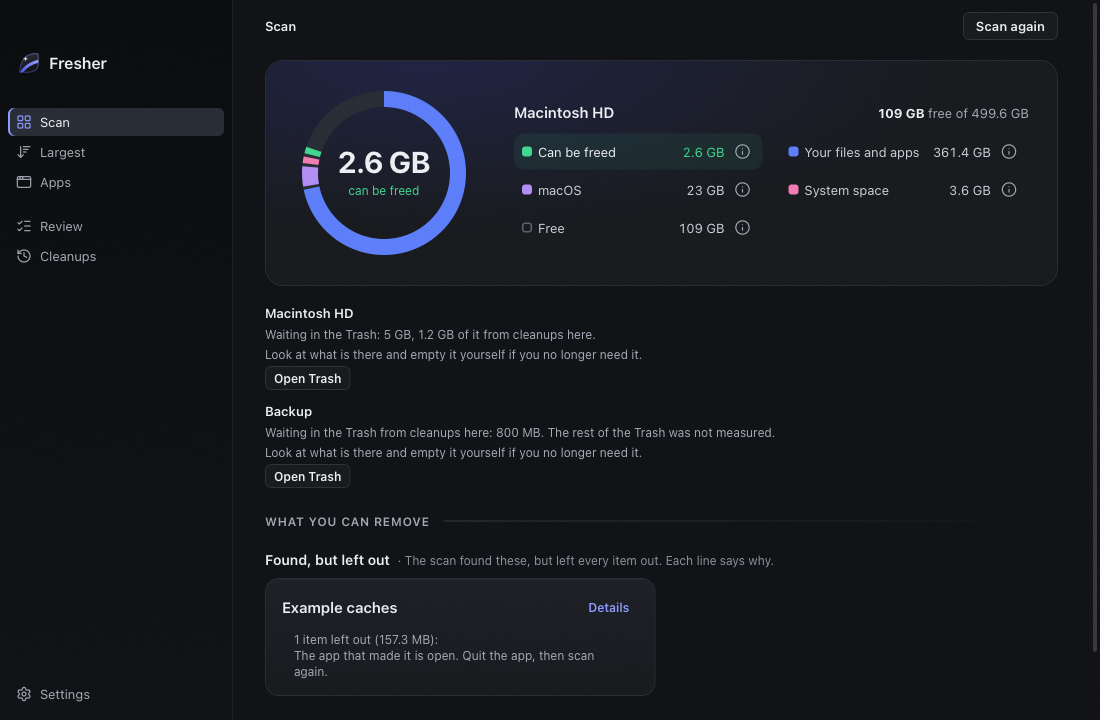 Fresher
Scan
Largest
Apps
Review
Cleanups
Settings
Scan
Scan again
2.6 GB
can be freed
Macintosh HD
109 GB free of 499.6 GB
Can be freed 2.6 GB
Your files and apps 361.4 GB
macOS 23 GB
System space 3.6 GB
Free 109 GB
Macintosh HD
Waiting in the Trash: 5 GB, 1.2 GB of it from cleanups here.
Look at what is there and empty it yourself if you no longer need it.
Open Trash
Backup
Waiting in the Trash from cleanups here: 800 MB. The rest of the Trash was not measured.
Look at what is there and empty it yourself if you no longer need it.
Open Trash
WHAT YOU CAN REMOVE
Found, but left out · The scan found these, but left every item out. Each line says why.
Example caches
Details
1 item left out (157.3 MB):
The app that made it is open. Quit the app, then scan
again.